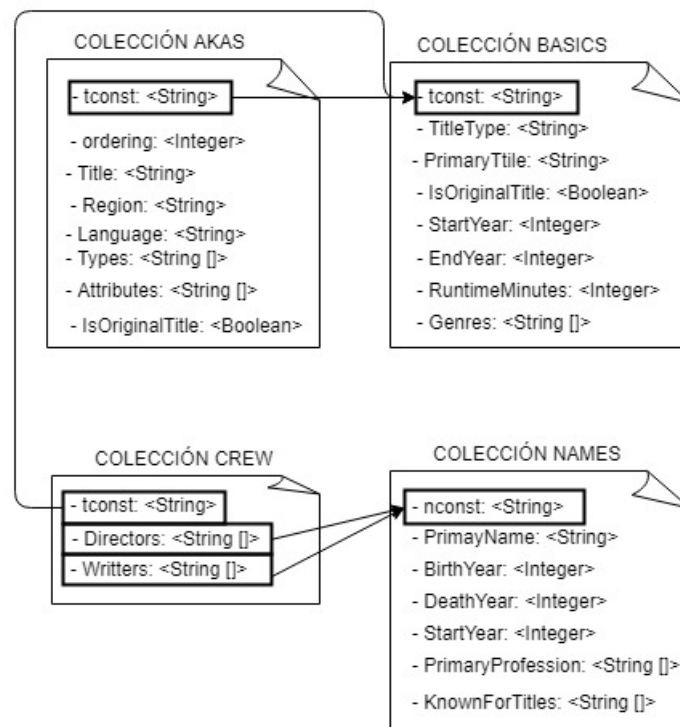 COLECCIÓN AKAS
- tconst: <String>
- ordering: <Integer>
- Title: <String>
- Region: <String>
- Language: <String>
- Types: <String []>
- Attributes: <String []>
- IsOriginalTitle: <Boolean>
COLECCIÓN BASICS
- tconst: <String>
- TitleType: <String>
- PrimaryTtile: <String>
- IsOriginalTitle: <Boolean>
- StartYear: <Integer>
- EndYear: <Integer>
- RuntimeMinutes: <Integer>
- Genres: <String []>
COLECCIÓN CREW
- tconst: <String>
- Directors: <String []>
- Writters: <String []>
COLECCIÓN NAMES
- nconst: <String>
- PrimayName: <String>
- BirthYear: <Integer>
- DeathYear: <Integer>
- StartYear: <Integer>
- PrimaryProfession: <String []>
- KnownForTitles: <String []>